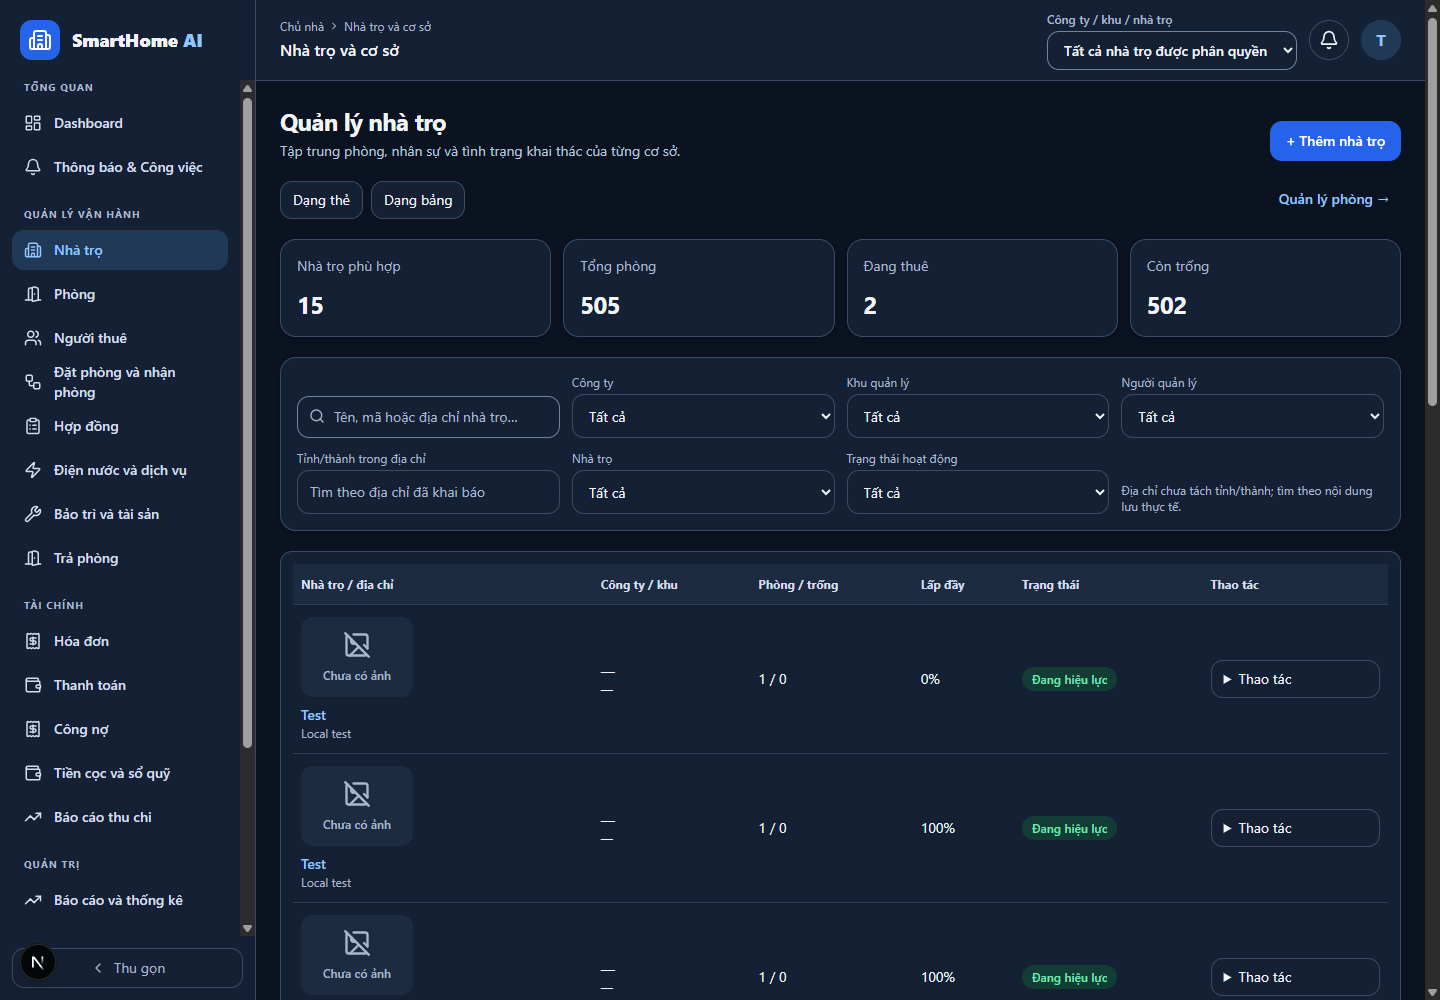 SmartHome AI
TỔNG QUAN
Dashboard
Thông báo & Công việc
QUẢN LÝ VẬN HÀNH
Nhà trọ
Phòng
Người thuê
Đặt phòng và nhận
phòng
Hợp đồng
Điện nước và dịch vụ
Bảo trì và tài sản
Trả phòng
TÀI CHÍNH
Hóa đơn
Thanh toán
Công nợ
Tiền cọc và sổ quỹ
Báo cáo thu chi
QUẢN TRỊ
Báo cáo và thống kê
N
Thu gọn
Chủ nhà > Nhà trọ và cơ sở
Nhà trọ và cơ sở
Công ty / khu / nhà trọ
Tất cả nhà trọ được phân quyền
T
Quản lý nhà trọ
Tập trung phòng, nhân sự và tình trạng khai thác của từng cơ sở.
+ Thêm nhà trọ
Dạng thẻ
Dạng bảng
Quản lý phòng →
Nhà trọ phù hợp
15
Tổng phòng
505
Đang thuê
2
Còn trống
502
Tên, mã hoặc địa chỉ nhà trọ...
Công ty
Tất cả
Khu quản lý
Tất cả
Người quản lý
Tất cả
Tỉnh/thành trong địa chỉ
Tìm theo địa chỉ đã khai báo
Nhà trọ
Tất cả
Trạng thái hoạt động
Tất cả
Địa chỉ chưa tách tỉnh/thành; tìm theo nội dung
lưu thực tế.
Nhà trọ / địa chỉ Công ty / khu Phòng / trống Lấp đầy Trạng thái Thao tác
Chưa có ảnh
Test
Local test
—
—
1 / 0
0%
Đang hiệu lực
▶ Thao tác
Chưa có ảnh
Test
Local test
—
—
1 / 0
100%
Đang hiệu lực
▶ Thao tác
Chưa có ảnh
—
—
1 / 0
100%
Đang hiệu lực
▶ Thao tác